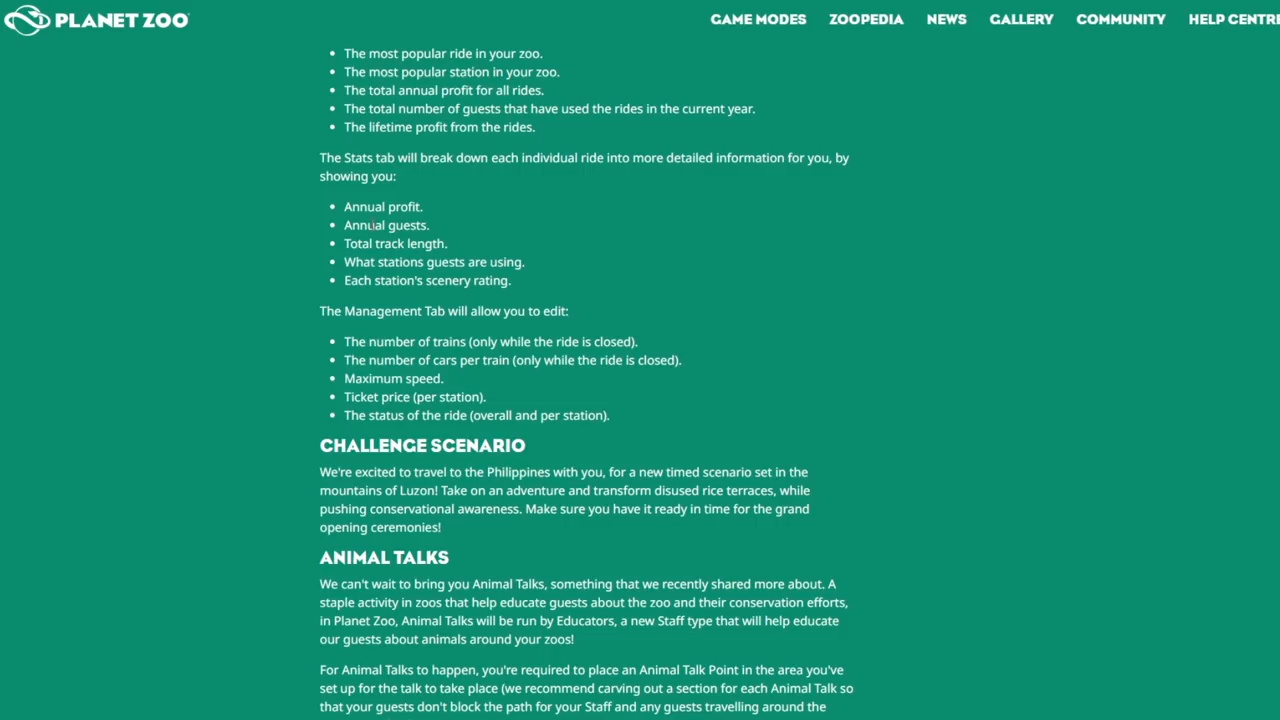 PLANET ZOO
GAME MODES ZOOPEDIA NEWS GALLERY COMMUNITY HELP CENTRE
The most popular ride in your zoo.
The most popular station in your zoo.
The total annual profit for all rides.
The total number of guests that have used the rides in the current year.
The lifetime profit from the rides.
The Stats tab will break down each individual ride into more detailed information for you, by
showing you:
Annual profit.
Annual guests.
Total track length.
What stations guests are using.
Each station's scenery rating.
The Management Tab will allow you to edit:
The number of trains (only while the ride is closed).
The number of cars per train (only while the ride is closed).
Maximum speed.
Ticket price (per station).
The status of the ride (overall and per station).
CHALLENGE SCENARIO
We're excited to travel to the Philippines with you, for a new timed scenario set in the
mountains of Luzon! Take on an adventure and transform disused rice terraces, while
pushing conservational awareness. Make sure you have it ready in time for the grand
opening ceremonies!
ANIMAL TALKS
We can't wait to bring you Animal Talks, something that we recently shared more about. A
staple activity in zoos that help educate guests about the zoo and their conservation efforts,
in Planet Zoo, Animal Talks will be run by Educators, a new Staff type that will help educate
our guests about animals around your zoos!
For Animal Talks to happen, you're required to place an Animal Talk Point in the area you've
set up for the talk to take place (we recommend carving out a section for each Animal Talk so
that your guests don't block the path for your Staff and any guests travelling around the